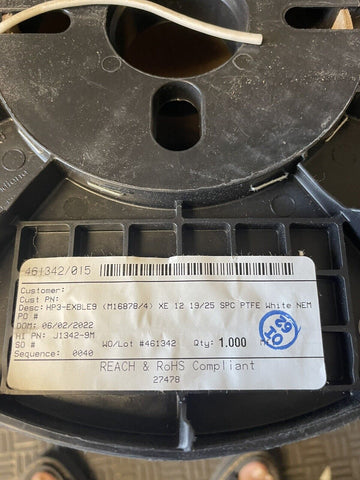 461342/015
Customer:
Cust PN:
Desc: HP3-EXBLE9 (M16878/4) XE 12 19/25 SPC PTFE White NEM
PO #
DOM: 06/02/2022
HI PN: J1342-9M
SO # WO/Lot #461342 Qty: 1.000 m
Sequence: 0040
REACH & RoHS Compliant
27478